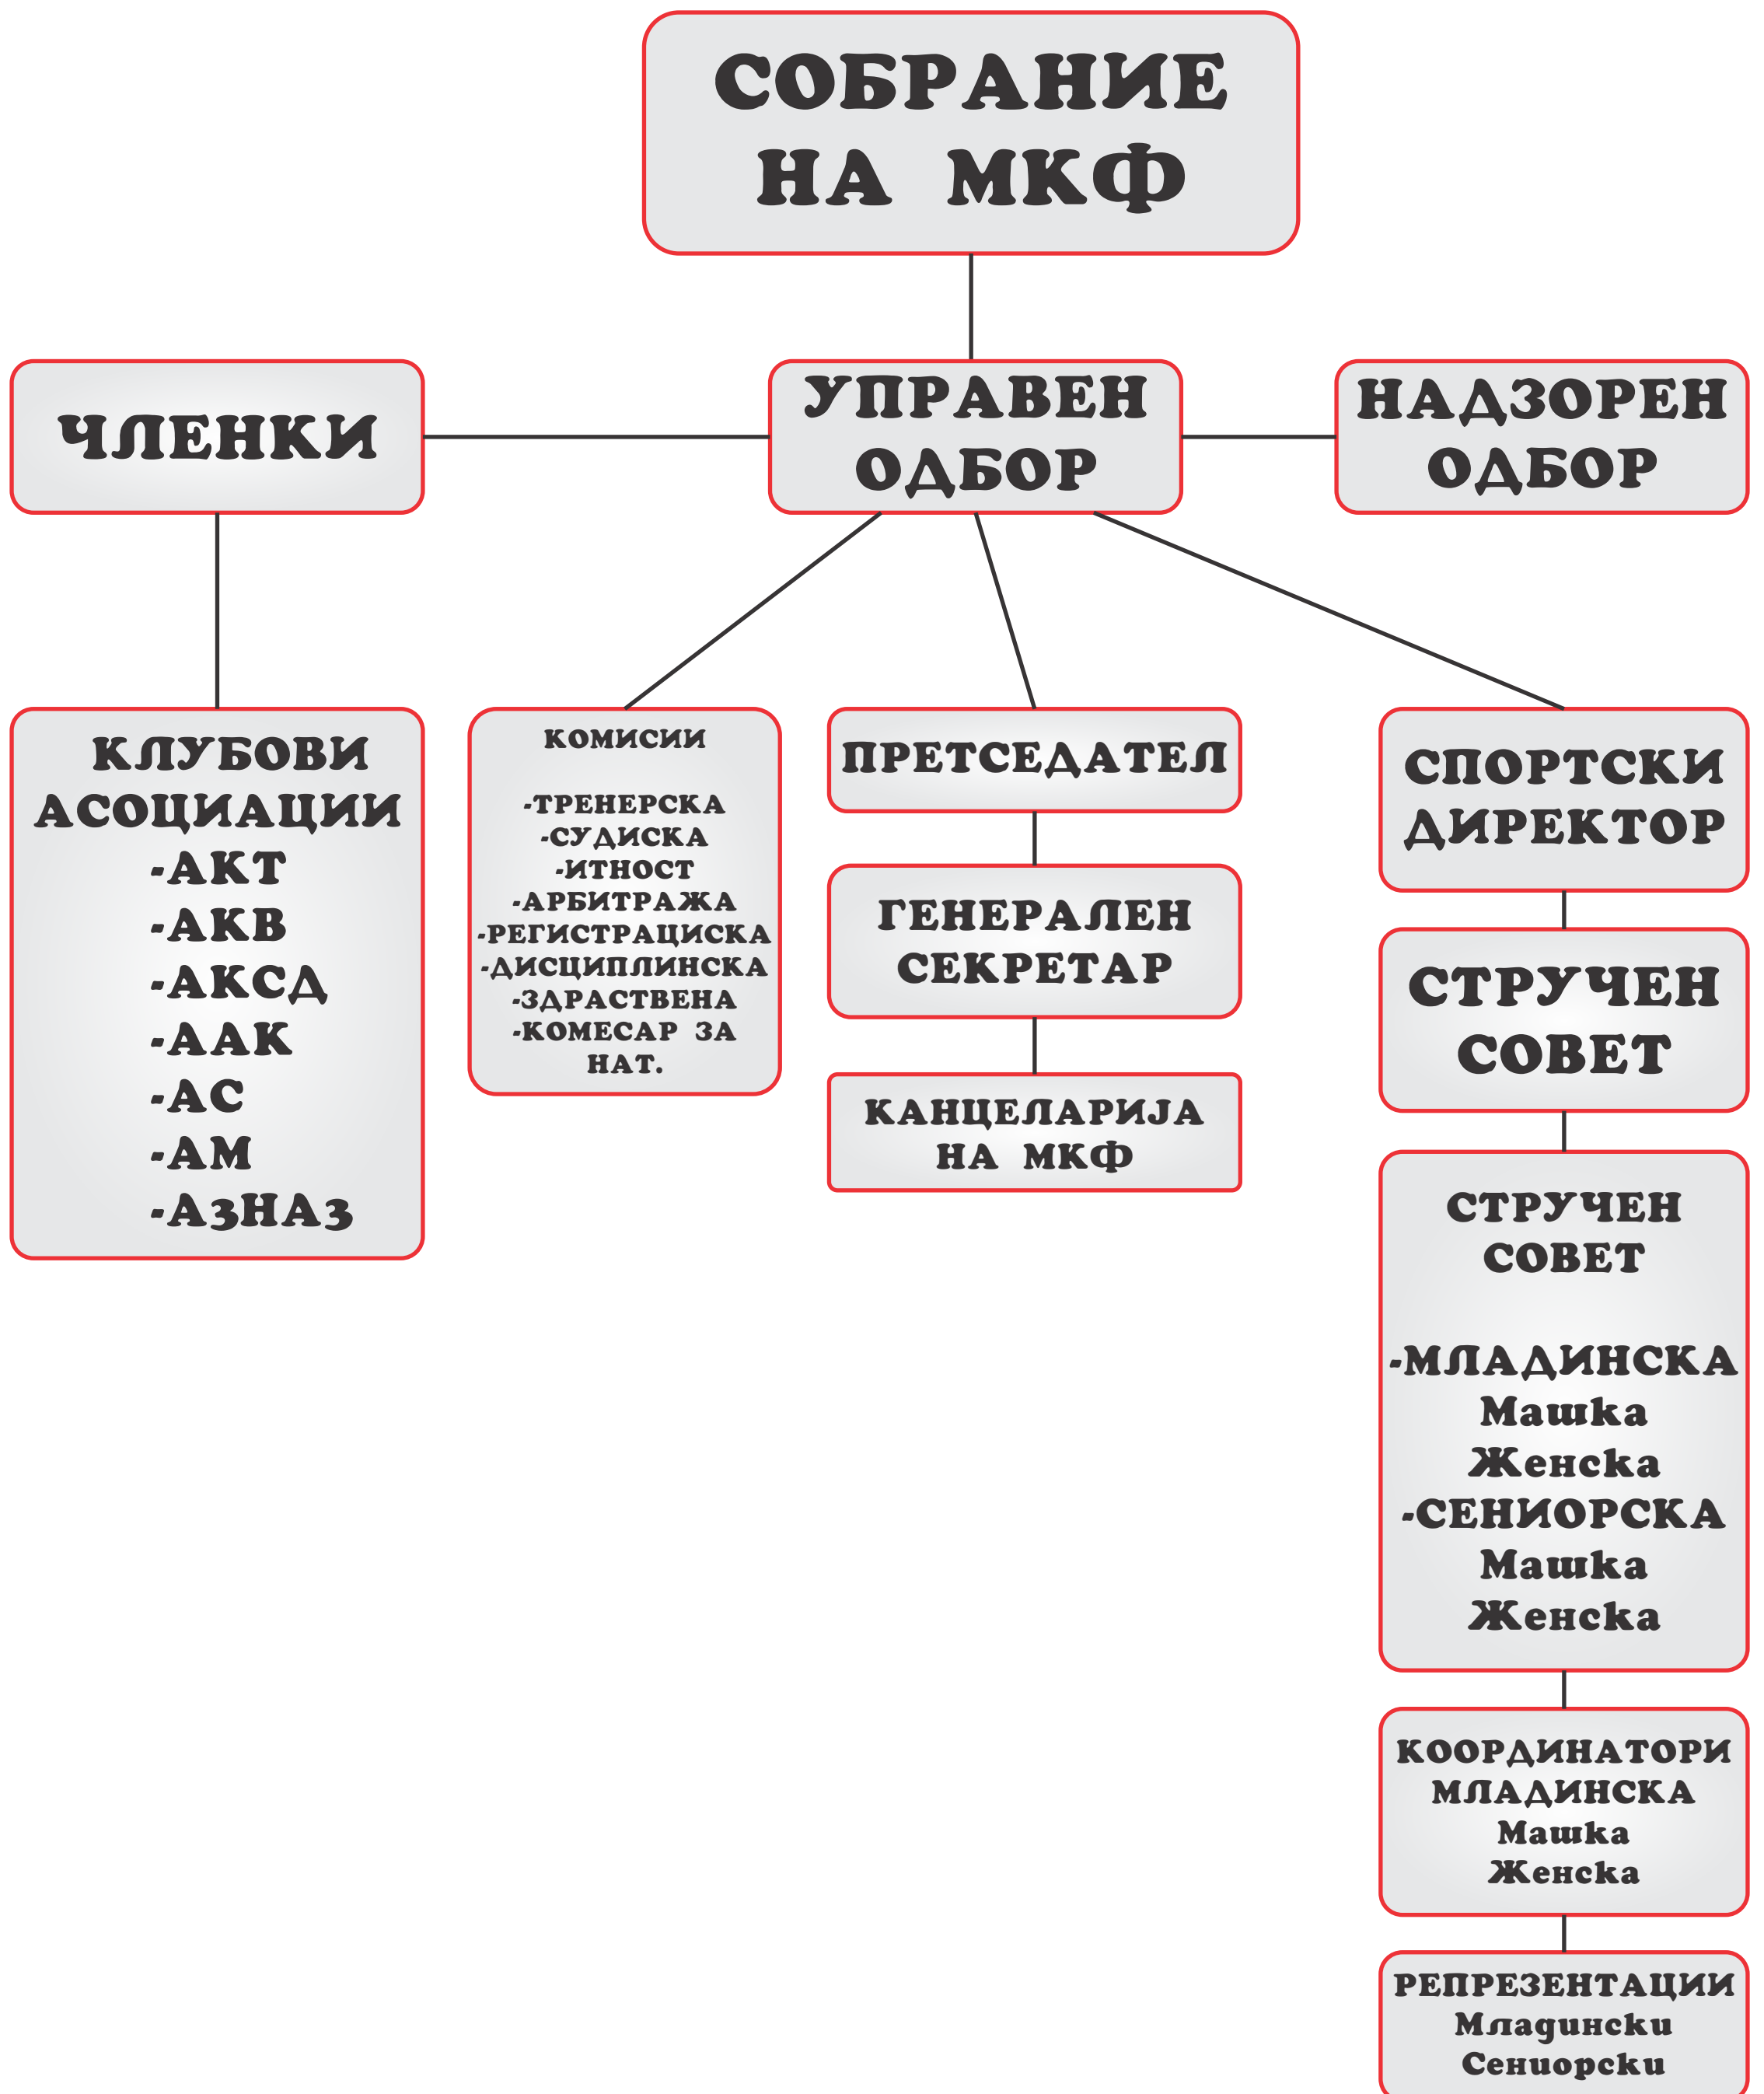 СОБРАНИЕ
НА МКФ
ЧЛЕНКИ
УПРАВЕН
ОДБОР
НАДЗОРЕН
ОДБОР
КЛУБОВИ
АСОЦИАЦИИ
-АКТ
-АКВ
-АКСД
-ААК
-АС
-АМ
-АзНАз
КОМИСИИ
-ТРЕНЕРСКА
-СУДИСКА
-ИТНОСТ
-АРБИТРАЖА
-РЕГИСТРАЦИСКА
-ДИСЦИПЛИНСКА
-ЗДРАСТВЕНА
-КОМЕСАР ЗА
НАТ.
ПРЕТСЕДАТЕЛ
ГЕНЕРАЛЕН
СЕКРЕТАР
КАНЦЕЛАРИЈА
НА МКФ
СПОРТСКИ
ДИРЕКТОР
СТРУЧЕН
СОВЕТ
СТРУЧЕН
СОВЕТ
-МЛАДИНСКА
Машка
Женска
-СЕНИОРСКА
Машка
Женска
КООРДИНАТОРИ
МЛАДИНСКА
Машка
Женска
РЕПРЕЗЕНТАЦИИ
Младински
Сениорски